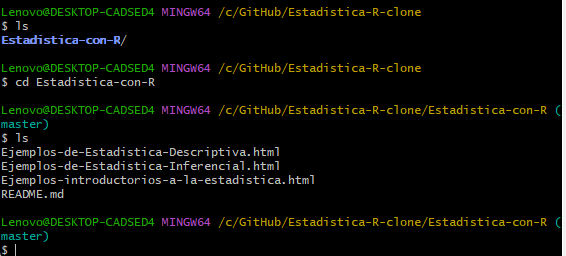 Lenovo@DESKTOP-CADSED4 MINGW64 /c/GitHub/Estadistica-R-clone
$ ls
Estadistica-con-R/
Lenovo@DESKTOP-CADSED4 MINGW64 /c/GitHub/Estadistica-R-clone
$ cd Estadistica-con-R
Lenovo@DESKTOP-CADSED4 MINGW64 /c/GitHub/Estadistica-R-clone/Estadistica-con-R (
master)
$ ls
Ejemplos-de-Estadistica-Descriptiva.html
Ejemplos-de-Estadistica-Inferencial.html
Ejemplos-introductorios-a-la-estadistica.html
README.md
Lenovo@DESKTOP-CADSED4 MINGW64 /c/GitHub/Estadistica-R-clone/Estadistica-con-R (
master)
$